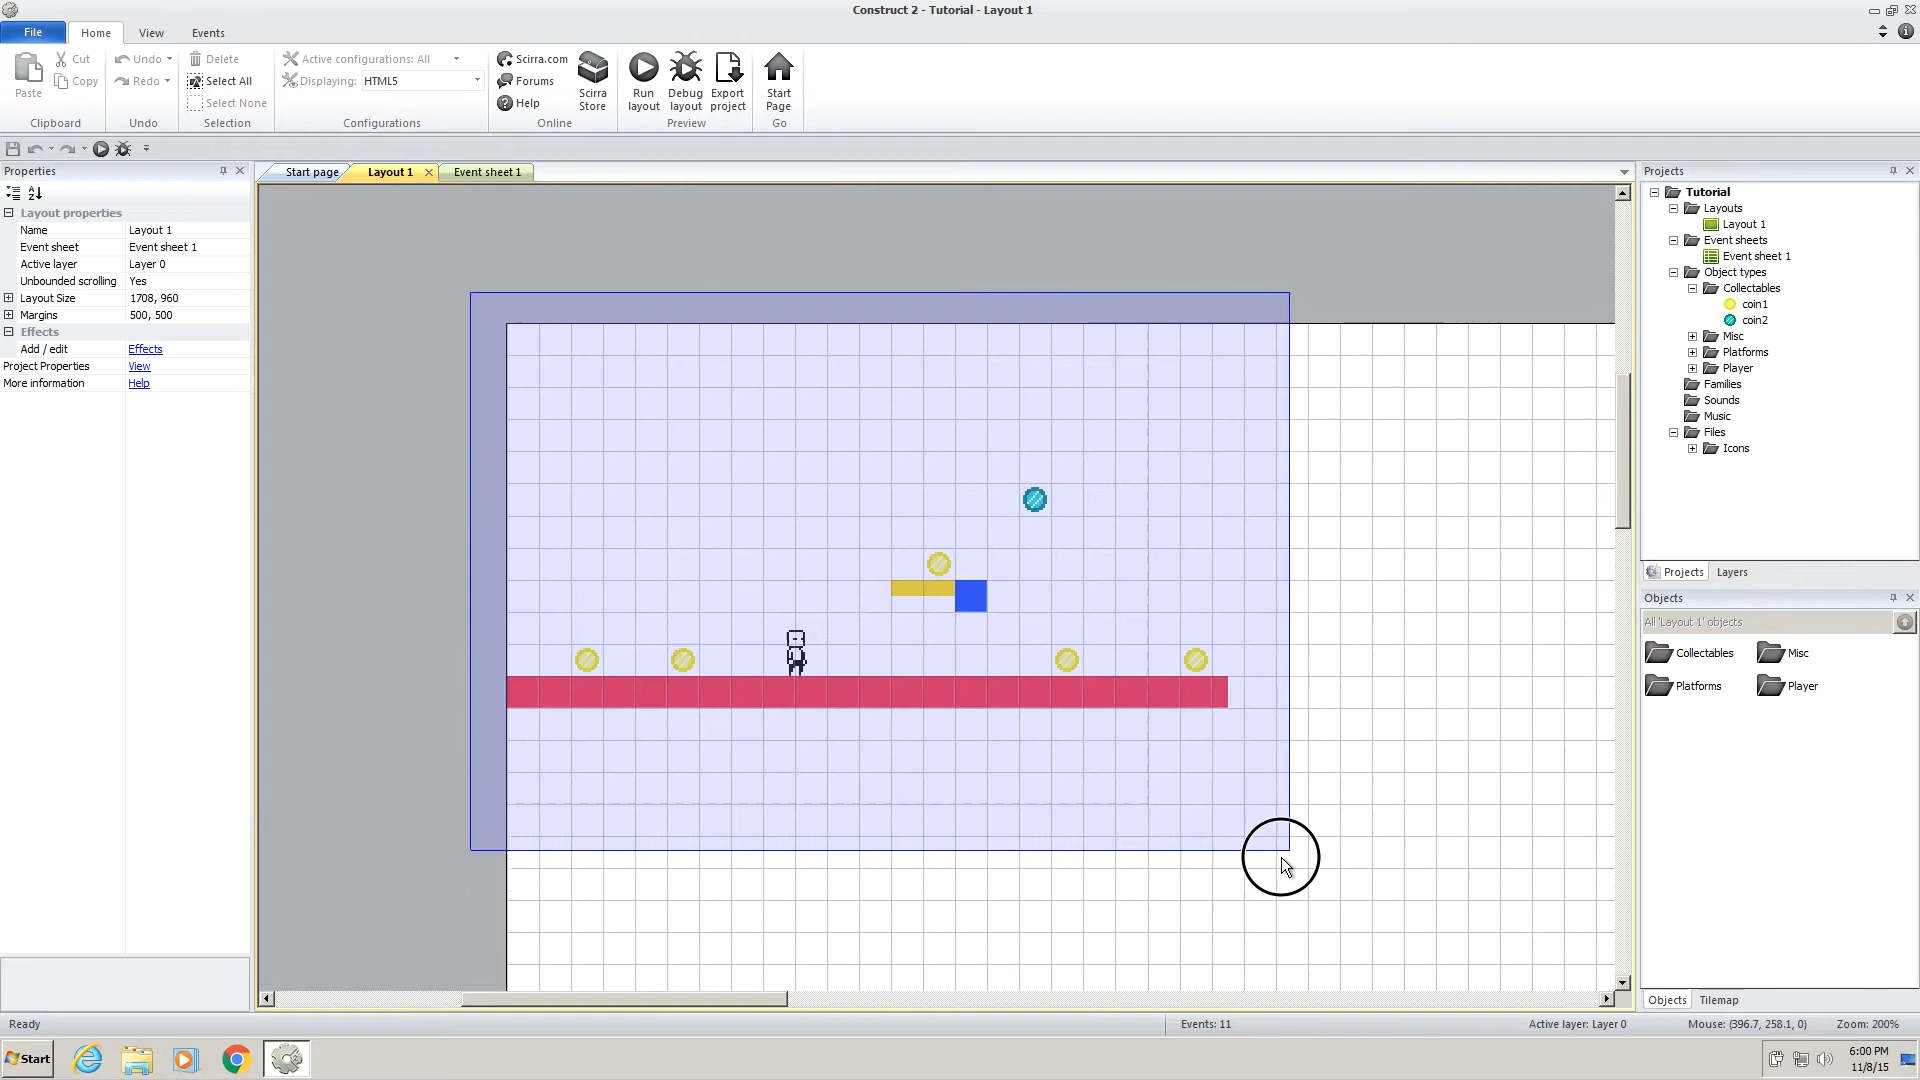 Construct 2 - Tutorial - Layout 1
File Home View Events
Paste Cut Copy
Undo Redo
Delete Select All Select None
Active configurations: All
Displaying: HTML5
Scirra.com Forums Help
Scirra Store
Run layout
Debug layout
Export project
Start Page
Clipboard Undo Selection Configurations Online Preview Go
Properties
Start page Layout 1 Event sheet 1
Layout properties
Name Layout 1
Event sheet Event sheet 1
Active layer Layer 0
Unbounded scrolling Yes
Layout Size 1708, 960
Margins 500, 500
Effects
Add / edit Effects
Project Properties View
More information Help
Projects
Tutorial
Layouts
Layout 1
Event sheets
Event sheet 1
Object types
Collectables
coin1
coin2
Misc
Platforms
Player
Families
Sounds
Music
Files
Icons
Projects Layers
Objects
All 'Layout 1' objects
Collectables Misc
Platforms Player
Objects Tilemap
Ready Events: 11 Active layer: Layer 0 Mouse: (396.7, 258.1, 0) Zoom: 200%
Start
6:00 PM
11/8/15